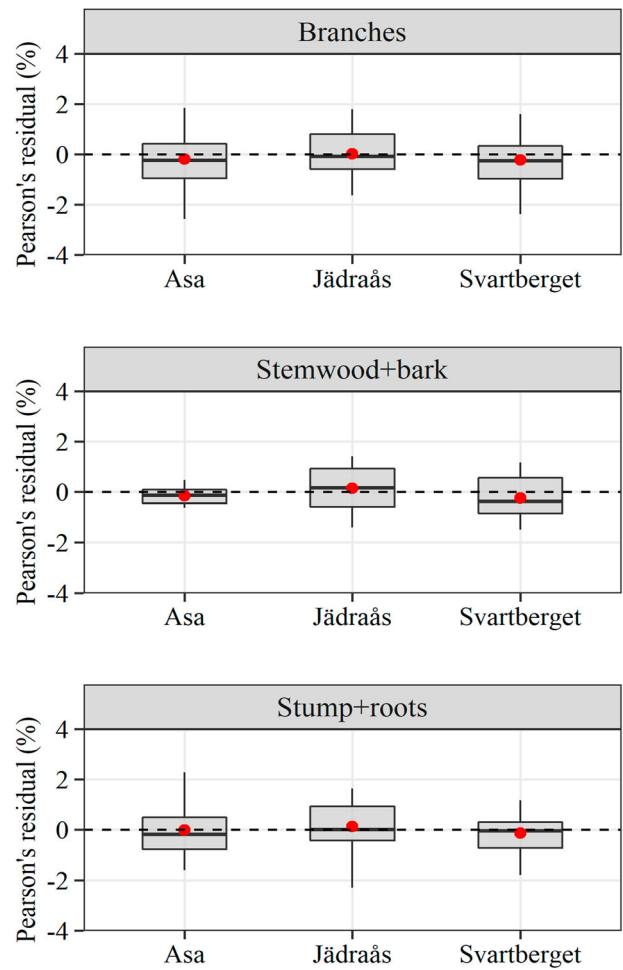 Branches
Pearson's residual (%)
4
2
0
-2
-4
Asa Jädraås Svartberget
Stemwood+bark
Pearson's residual (%)
4
2
0
-2
-4
Asa Jädraås Svartberget
Stump+roots
Pearson's residual (%)
4
2
0
-2
-4
Asa Jädraås Svartberget